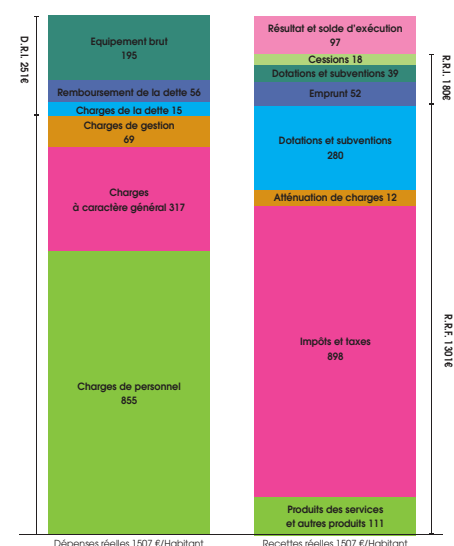 D.R.I. 251€
Equipement brut
195
Remboursement de la dette 56
Charges de la dette 15
Charges de gestion
69
Charges
à caractère général 317
Charges de personnel
855
Dépenses réelles 1507 €/Habitant
Résultat et solde d'exécution
97
Cessions 18
Dotations et subventions 39
Emprunt 52
Dotations et subventions
280
Atténuation de charges 12
Impôts et taxes
898
Produits des services
et autres produits 111
Recettes réelles 1507 €/Habitant
R.R.I. 180€
R.R.F. 1301€